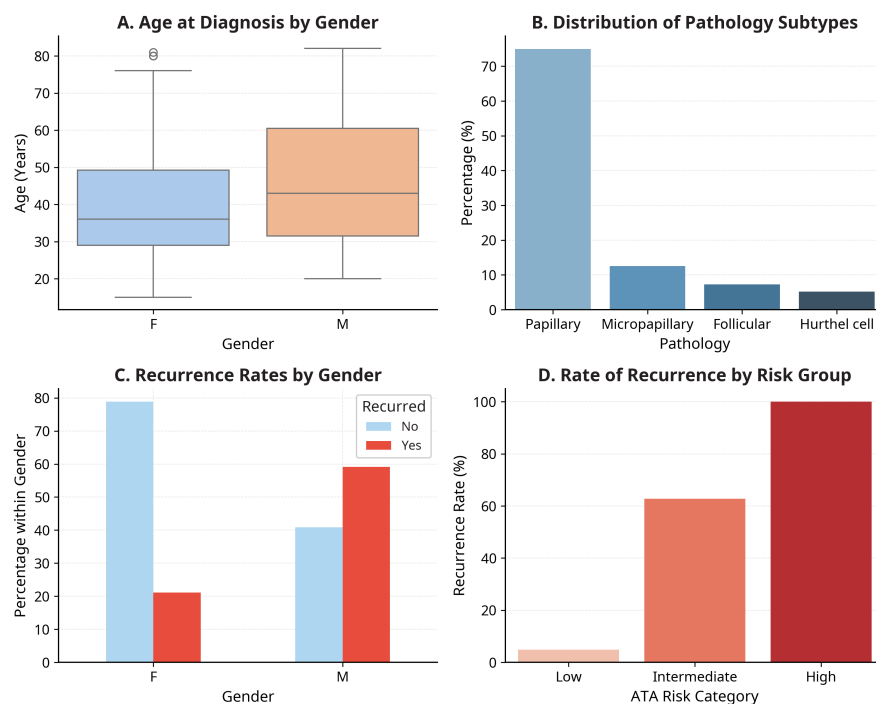 A. Age at Diagnosis by Gender
80
70
60
50
40
30
20
Age (Years)
F
M
Gender
B. Distribution of Pathology Subtypes
70
60
50
40
30
20
10
0
Percentage (%)
Papillary
Micropapillary
Follicular
Hurthel cell
Pathology
C. Recurrence Rates by Gender
80
70
60
50
40
30
20
10
0
Percentage within Gender
Recurred
No
Yes
F
M
Gender
D. Rate of Recurrence by Risk Group
100
80
60
40
20
0
Recurrence Rate (%)
Low
Intermediate
High
ATA Risk Category